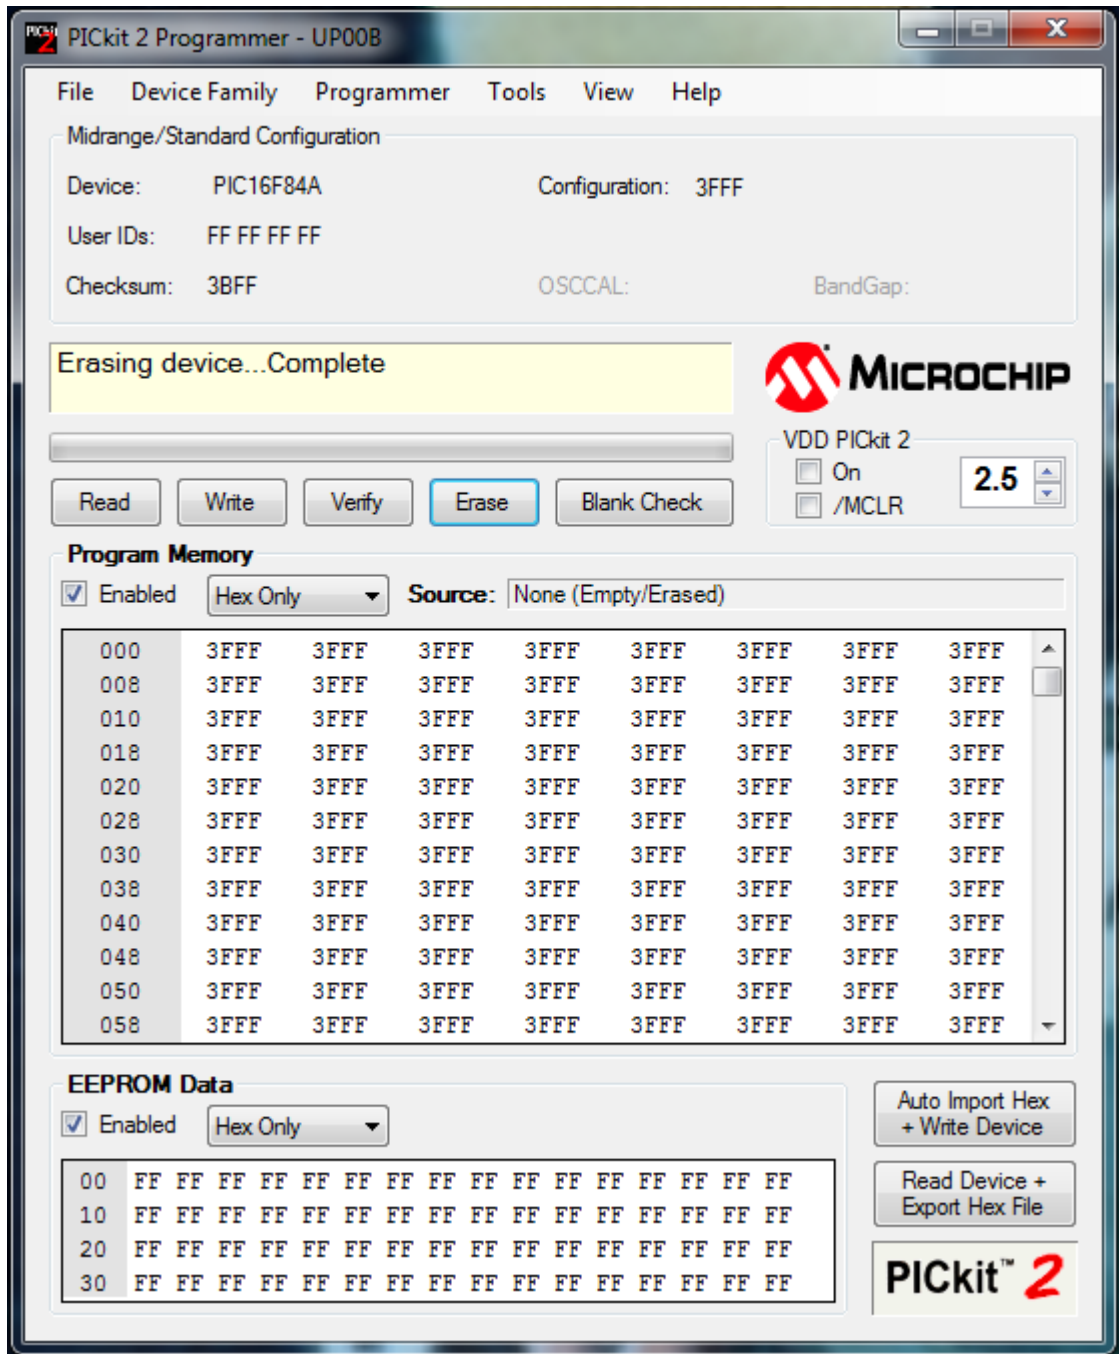 PICkit 2 Programmer - UP00B
File Device Family Programmer Tools View Help
Midrange/Standard Configuration
Device: PIC16F84A Configuration: 3FFF
User IDs: FF FF FF FF
Checksum: 3BFF OSCCAL: BandGap:
Erasing device...Complete
MICROCHIP
VDD PICkit 2
On
/MCLR
2.5
Read Write Verify Erase Blank Check
Program Memory
Enabled Hex Only Source: None (Empty/Erased)
000 3FFF 3FFF 3FFF 3FFF 3FFF 3FFF 3FFF 3FFF
008 3FFF 3FFF 3FFF 3FFF 3FFF 3FFF 3FFF 3FFF
010 3FFF 3FFF 3FFF 3FFF 3FFF 3FFF 3FFF 3FFF
018 3FFF 3FFF 3FFF 3FFF 3FFF 3FFF 3FFF 3FFF
020 3FFF 3FFF 3FFF 3FFF 3FFF 3FFF 3FFF 3FFF
028 3FFF 3FFF 3FFF 3FFF 3FFF 3FFF 3FFF 3FFF
030 3FFF 3FFF 3FFF 3FFF 3FFF 3FFF 3FFF 3FFF
038 3FFF 3FFF 3FFF 3FFF 3FFF 3FFF 3FFF 3FFF
040 3FFF 3FFF 3FFF 3FFF 3FFF 3FFF 3FFF 3FFF
048 3FFF 3FFF 3FFF 3FFF 3FFF 3FFF 3FFF 3FFF
050 3FFF 3FFF 3FFF 3FFF 3FFF 3FFF 3FFF 3FFF
058 3FFF 3FFF 3FFF 3FFF 3FFF 3FFF 3FFF 3FFF
EEPROM Data
Enabled Hex Only
00 FF FF FF FF FF FF FF FF FF FF FF FF FF FF FF FF
10 FF FF FF FF FF FF FF FF FF FF FF FF FF FF FF FF
20 FF FF FF FF FF FF FF FF FF FF FF FF FF FF FF FF
30 FF FF FF FF FF FF FF FF FF FF FF FF FF FF FF FF
Auto Import Hex
+ Write Device
Read Device +
Export Hex File
PICkit™ 2